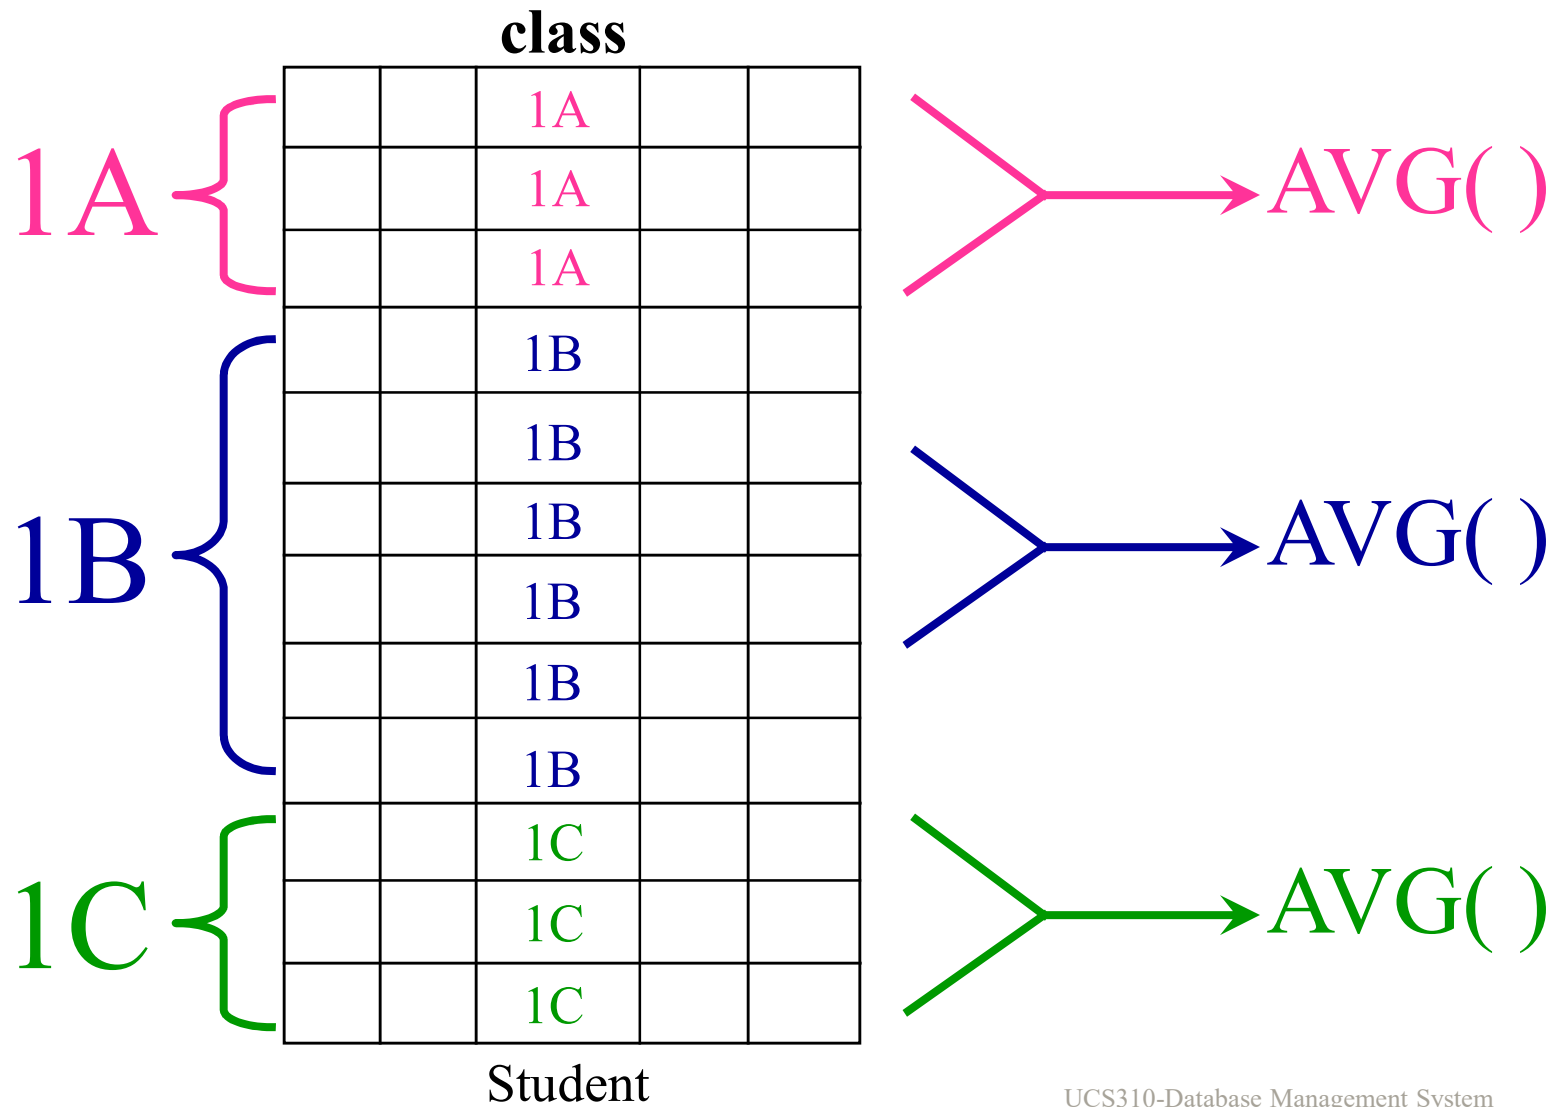 class
1A
1A
1A
1A
AVG( )
1B
1B
1B
1B
1B
1B
1B
AVG( )
1C
1C
1C
1C
AVG( )
Student
UCS310-Database Management System